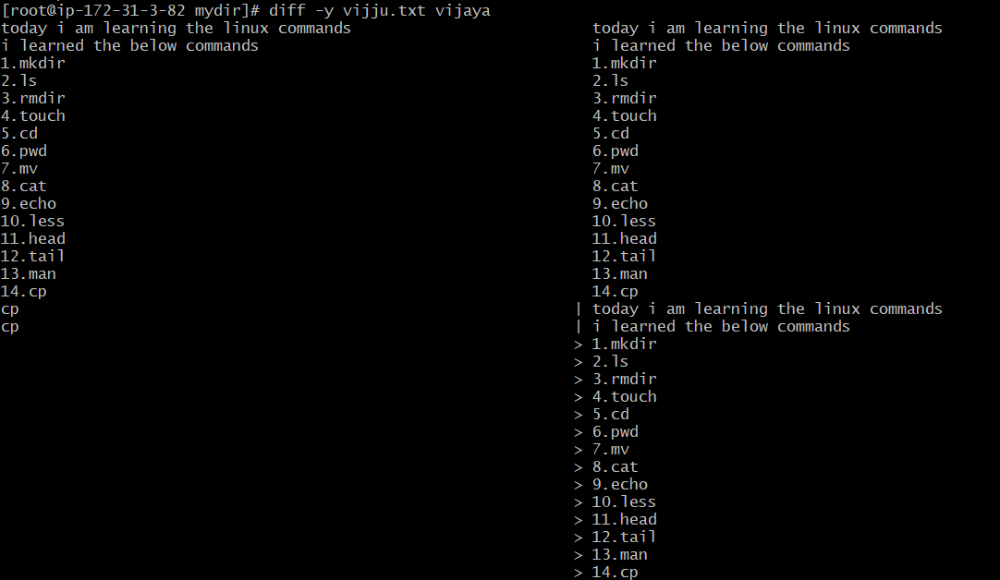 [root@ip-172-31-3-82 mydir]# diff -y vijju.txt vijaya
today i am learning the linux commands today i am learning the linux commands
i learned the below commands i learned the below commands
1.mkdir 1.mkdir
2.ls 2.ls
3.rmdir 3.rmdir
4.touch 4.touch
5.cd 5.cd
6.pwd 6.pwd
7.mv 7.mv
8.cat 8.cat
9.echo 9.echo
10.less 10.less
11.head 11.head
12.tail 12.tail
13.man 13.man
14.cp 14.cp
cp | today i am learning the linux commands
cp | i learned the below commands
> 1.mkdir
> 2.ls
> 3.rmdir
> 4.touch
> 5.cd
> 6.pwd
> 7.mv
> 8.cat
> 9.echo
> 10.less
> 11.head
> 12.tail
> 13.man
> 14.cp